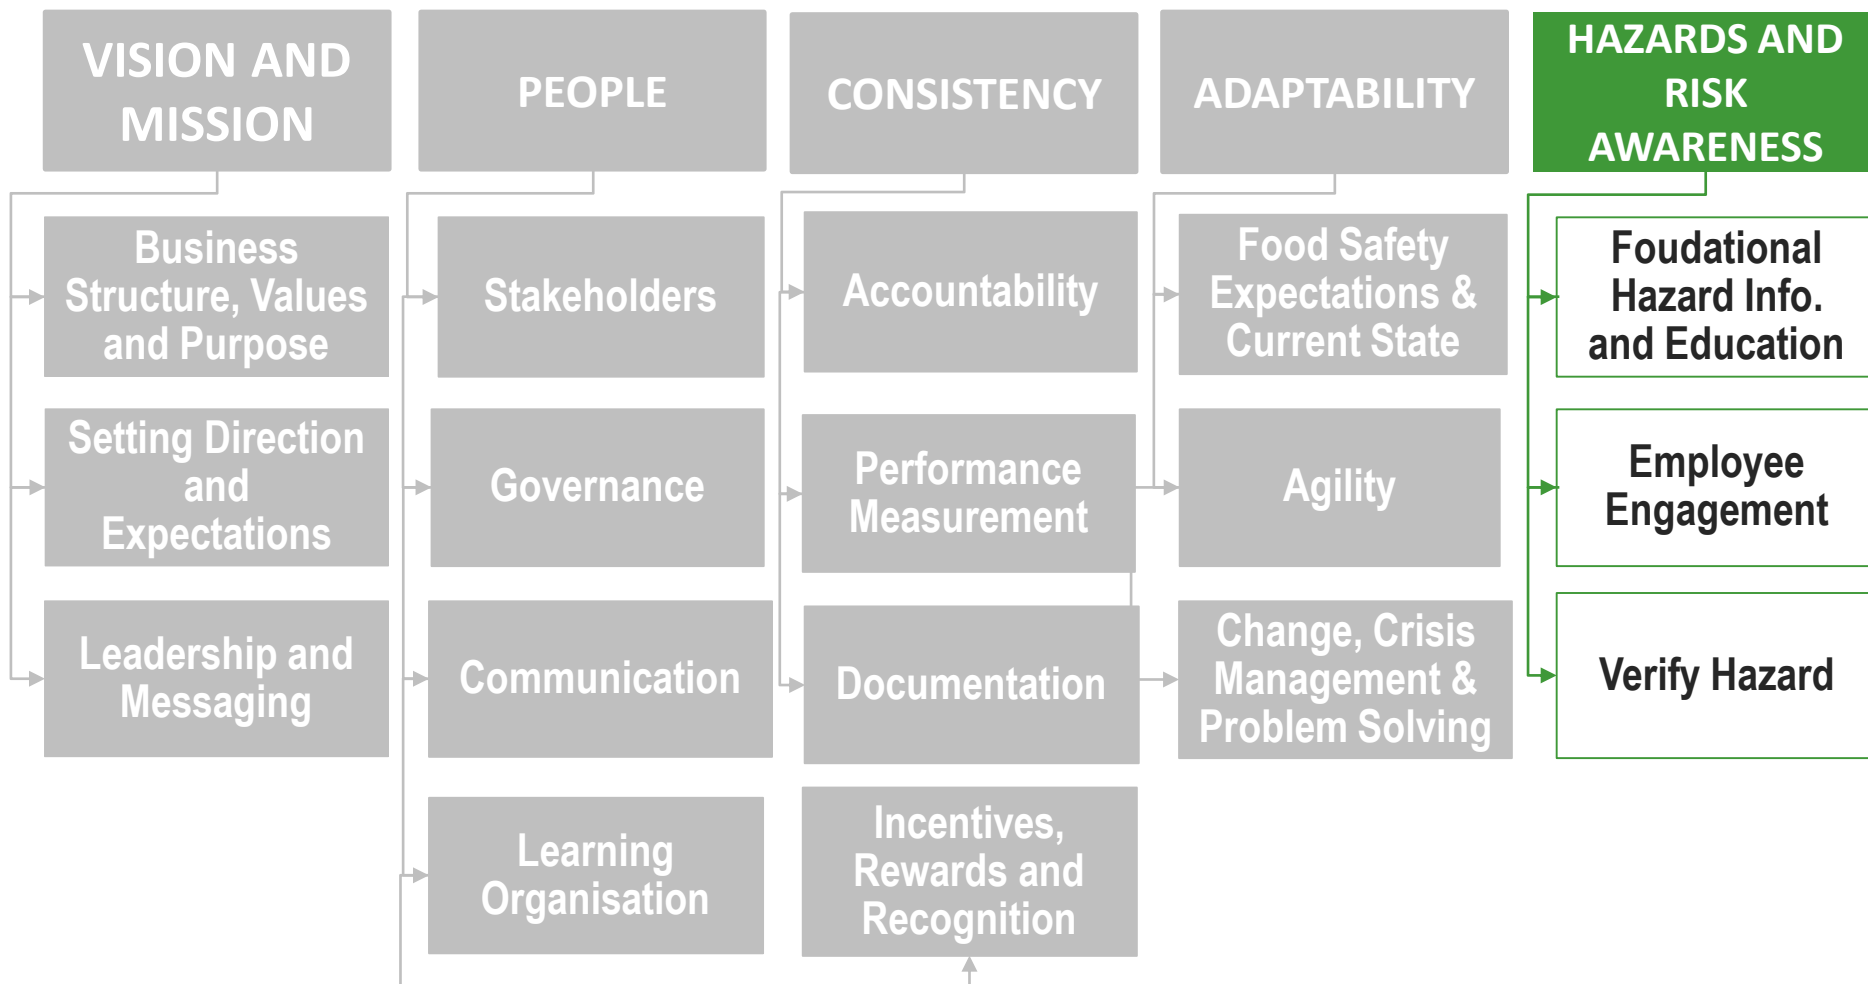 VISION AND
MISSION
Business
Structure, Values
and Purpose
Setting Direction
and
Expectations
Leadership and
Messaging
PEOPLE
Stakeholders
Governance
Communication
Learning
Organisation
CONSISTENCY
Accountability
Performance
Measurement
Documentation
Incentives,
Rewards and
Recognition
ADAPTABILITY
Food Safety
Expectations &
Current State
Agility
Change, Crisis
Management &
Problem Solving
HAZARDS AND
RISK
AWARENESS
Foudational
Hazard Info.
and Education
Employee
Engagement
Verify Hazard